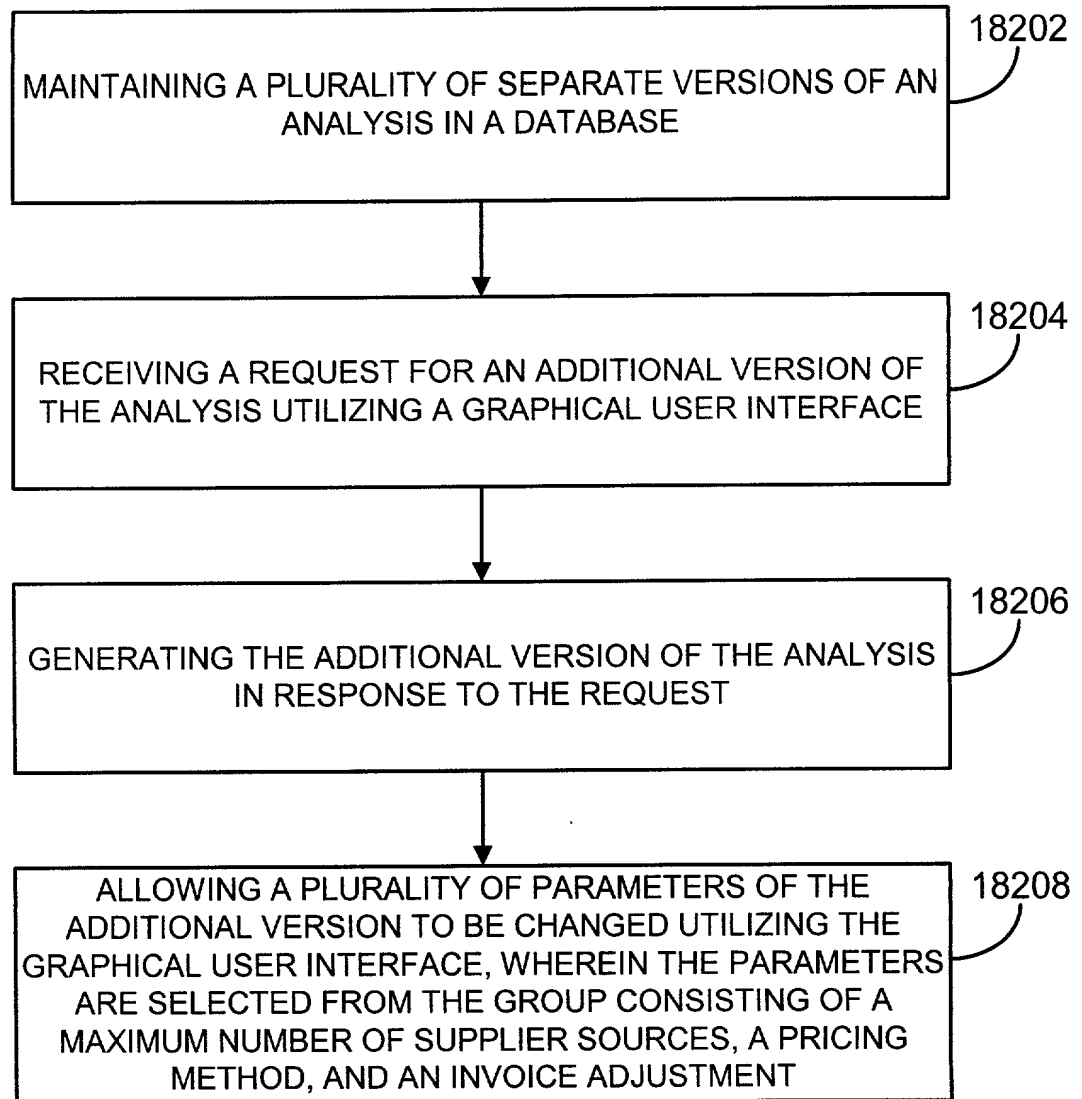 18202
MAINTAINING A PLURALITY OF SEPARATE VERSIONS OF AN
ANALYSIS IN A DATABASE
18204
RECEIVING A REQUEST FOR AN ADDITIONAL VERSION OF
THE ANALYSIS UTILIZING A GRAPHICAL USER INTERFACE
18206
GENERATING THE ADDITIONAL VERSION OF THE ANALYSIS
IN RESPONSE TO THE REQUEST
18208
ALLOWING A PLURALITY OF PARAMETERS OF THE
ADDITIONAL VERSION TO BE CHANGED UTILIZING THE
GRAPHICAL USER INTERFACE, WHEREIN THE PARAMETERS
ARE SELECTED FROM THE GROUP CONSISTING OF A
MAXIMUM NUMBER OF SUPPLIER SOURCES, A PRICING
METHOD, AND AN INVOICE ADJUSTMENT